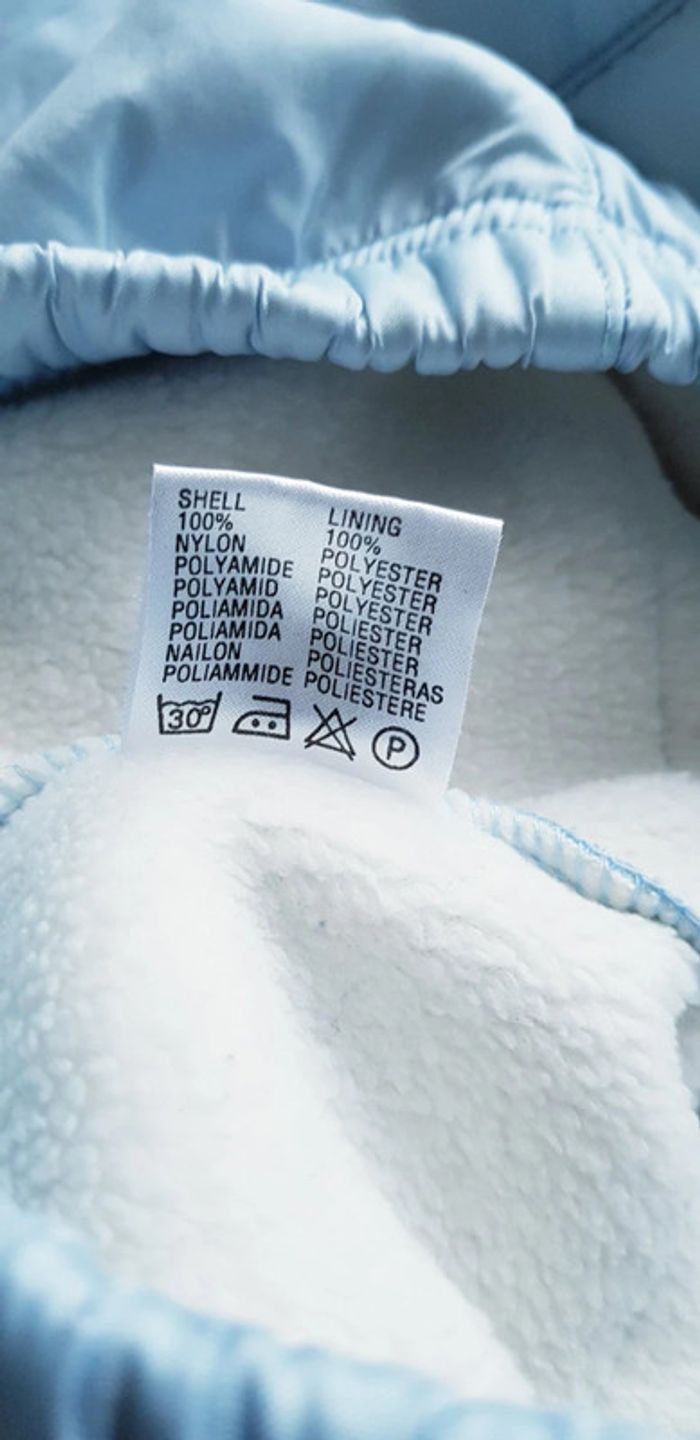 SHELL
100%
NYLON
POLYAMIDE
POLYAMID
POLIAMIDA
POLIAMIDA
NAILON
POLIAMMIDE
LINING
100%
POLYESTER
POLYESTER
POLYESTER
POLIESTER
POLIESTER
POLIESTERAS
POLIESTERE
30° P